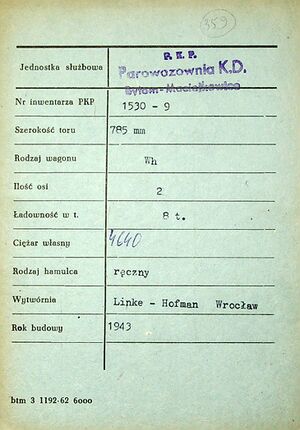 359
P. K. P.
Jednostka służbowa Parowozownia K.D.
Bytom-Maciejkowice
Nr inwentarza PKP 1530 - 9
Szerokość toru 785 mm
Rodzaj wagonu Wh
Ilość osi 2
Ładowność w t. 8 t.
Ciężar własny 4640
Rodzaj hamulca ręczny
Wytwórnia Linke - Hofman Wrocław
Rok budowy 1943
btm 3 1192-62 6000